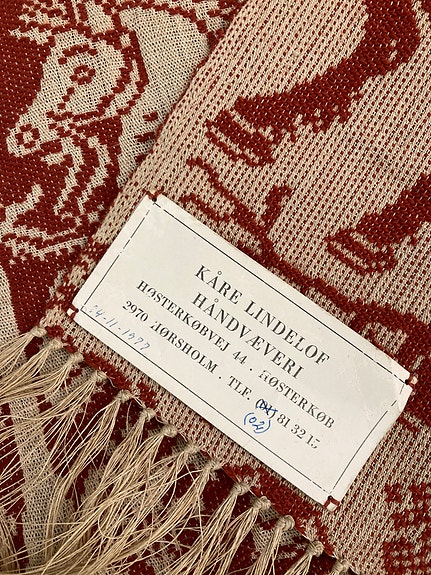 KÅRE LINDELOF
HÅNDVÆVERI
HØSTERKØBVEJ 44 . HØSTERKØB
2970 HØRSHOLM . TLF. 81 32 15
(02)
24-11-1977